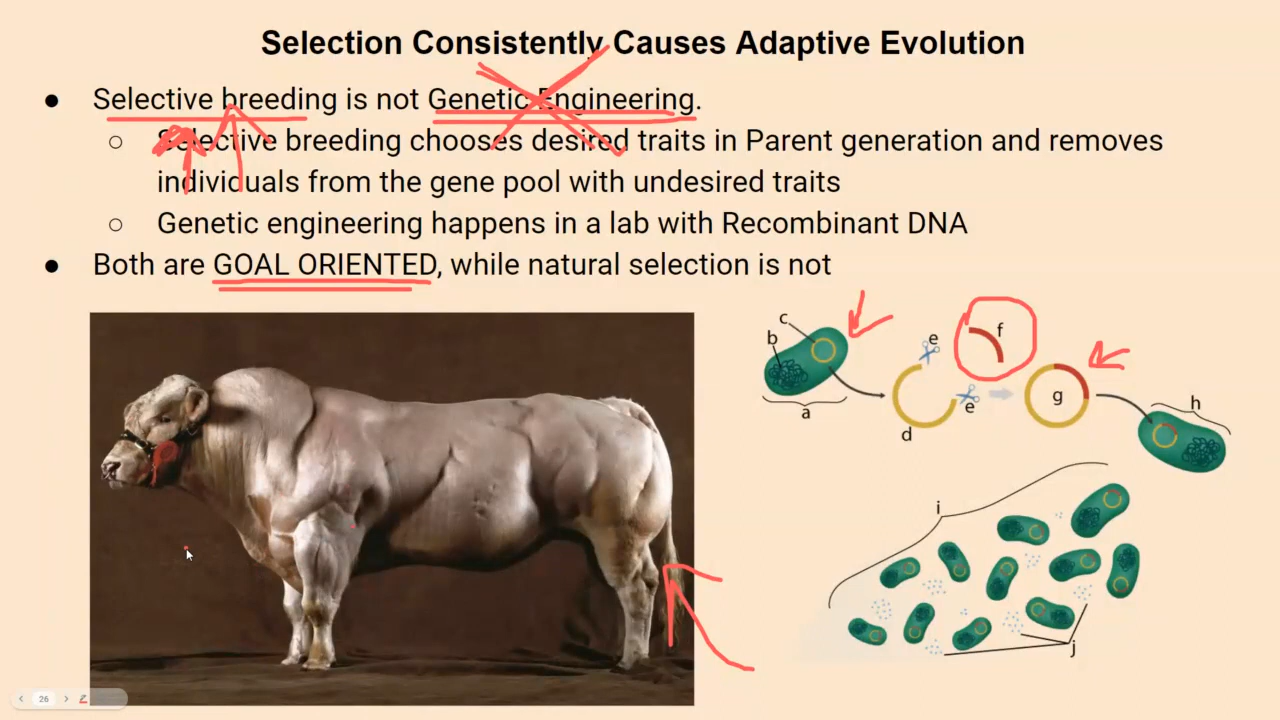 Selection Consistently Causes Adaptive Evolution
● Selective breeding is not Genetic Engineering.
○ Selective breeding chooses desired traits in Parent generation and removes
individuals from the gene pool with undesired traits
○ Genetic engineering happens in a lab with Recombinant DNA
● Both are GOAL ORIENTED, while natural selection is not
c
b
a
e
f
e
d
g
h
i
j
26